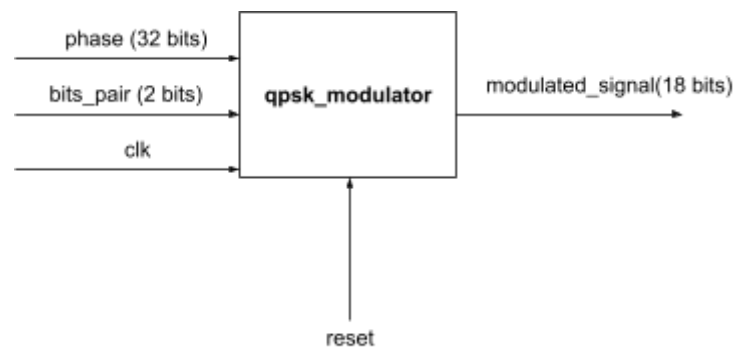 phase (32 bits)
bits_pair (2 bits)
qpsk_modulator
modulated_signal(18 bits)
clk
reset